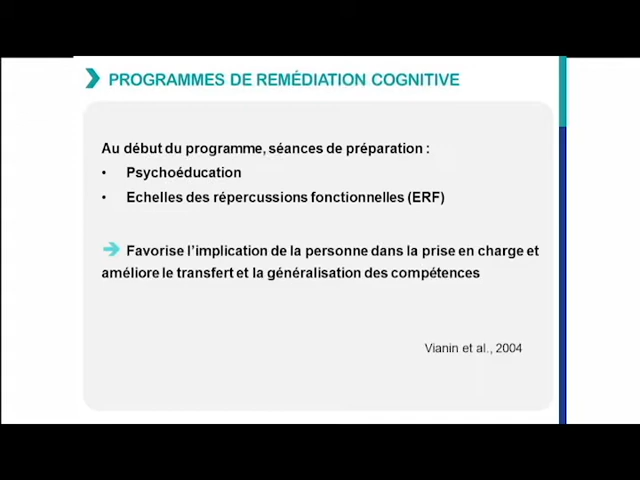 PROGRAMMES DE REMÉDIATION COGNITIVE
Au début du programme, séances de préparation :
• Psychoéducation
• Echelles des répercussions fonctionnelles (ERF)
➔ Favorise l'implication de la personne dans la prise en charge et
améliore le transfert et la généralisation des compétences
Vianin et al., 2004